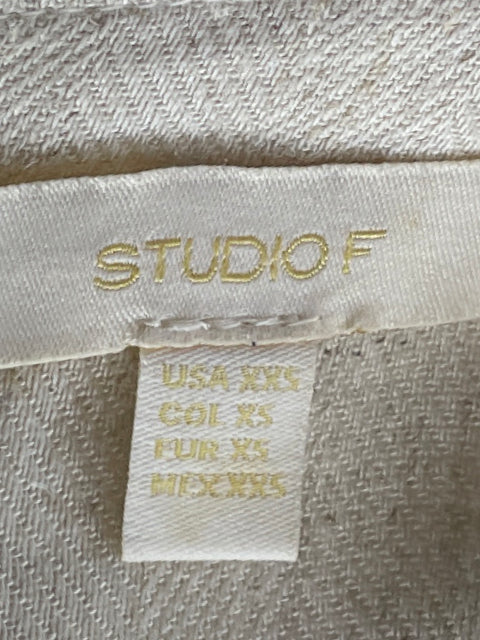 STUDIO F
USA XXS
COL XS
EUR XS
MEX XXS